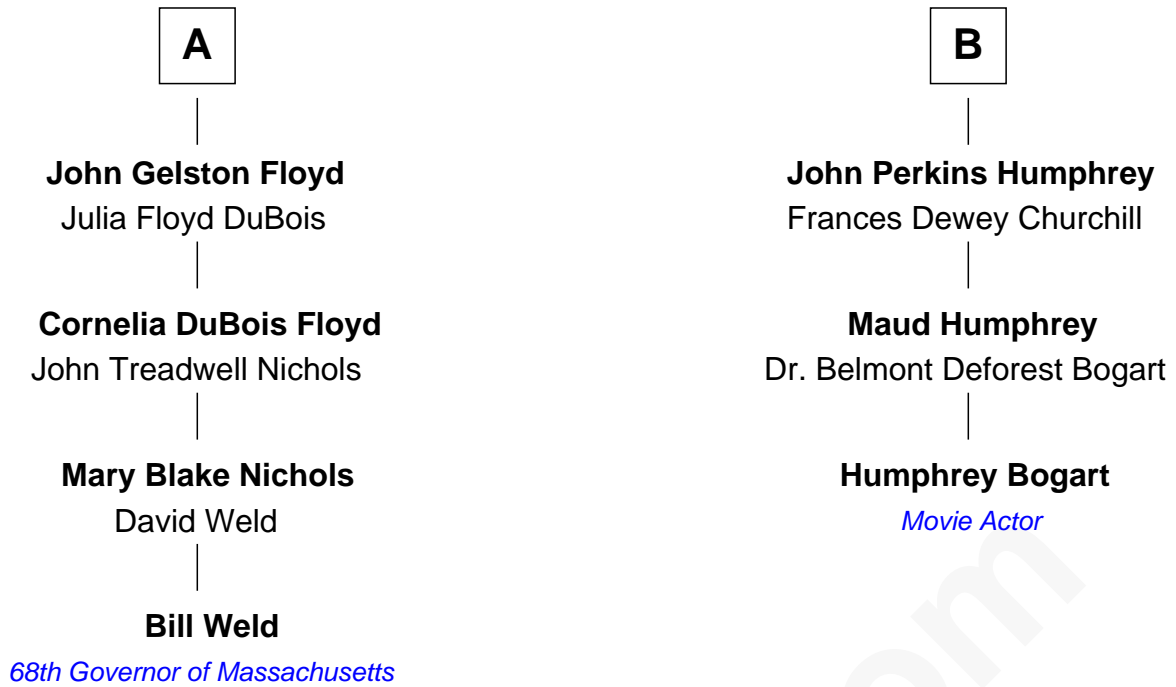 A
John Gelston Floyd
Julia Floyd DuBois
Cornelia DuBois Floyd
John Treadwell Nichols
Mary Blake Nichols
David Weld
Bill Weld
68th Governor of Massachusetts
B
John Perkins Humphrey
Frances Dewey Churchill
Maud Humphrey
Dr. Belmont Deforest Bogart
Humphrey Bogart
Movie Actor